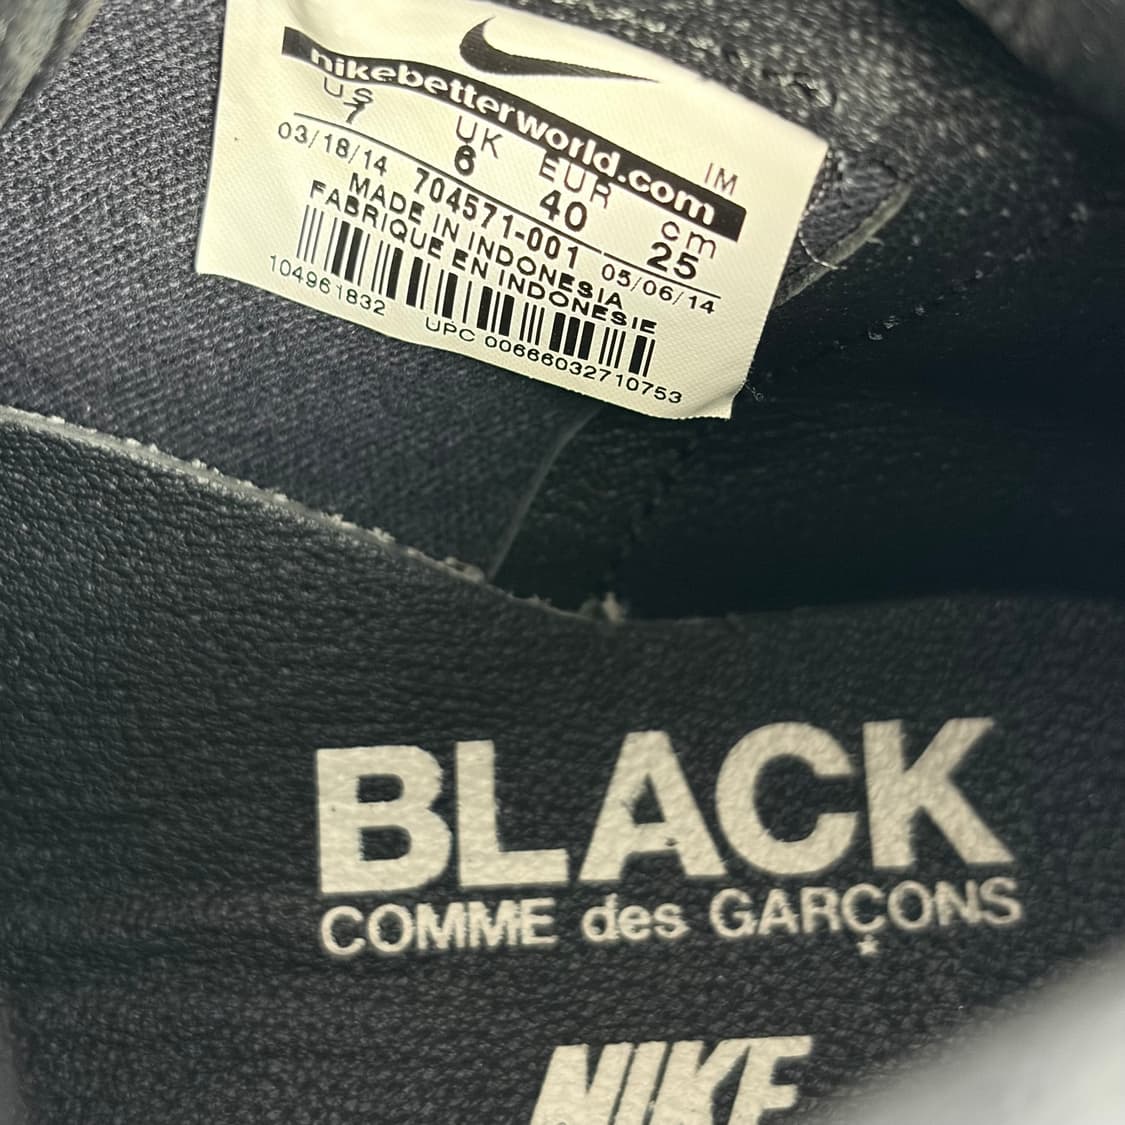 nikebetterworld.com
IM
US UK EUR cm
7 6 40 25
03/18/14 704571-001 05/06/14
MADE IN INDONESIA
FABRIQUE EN INDONESIE
104961832 UPC 00666032710753
BLACK
COMME des GARÇONS
NIKE